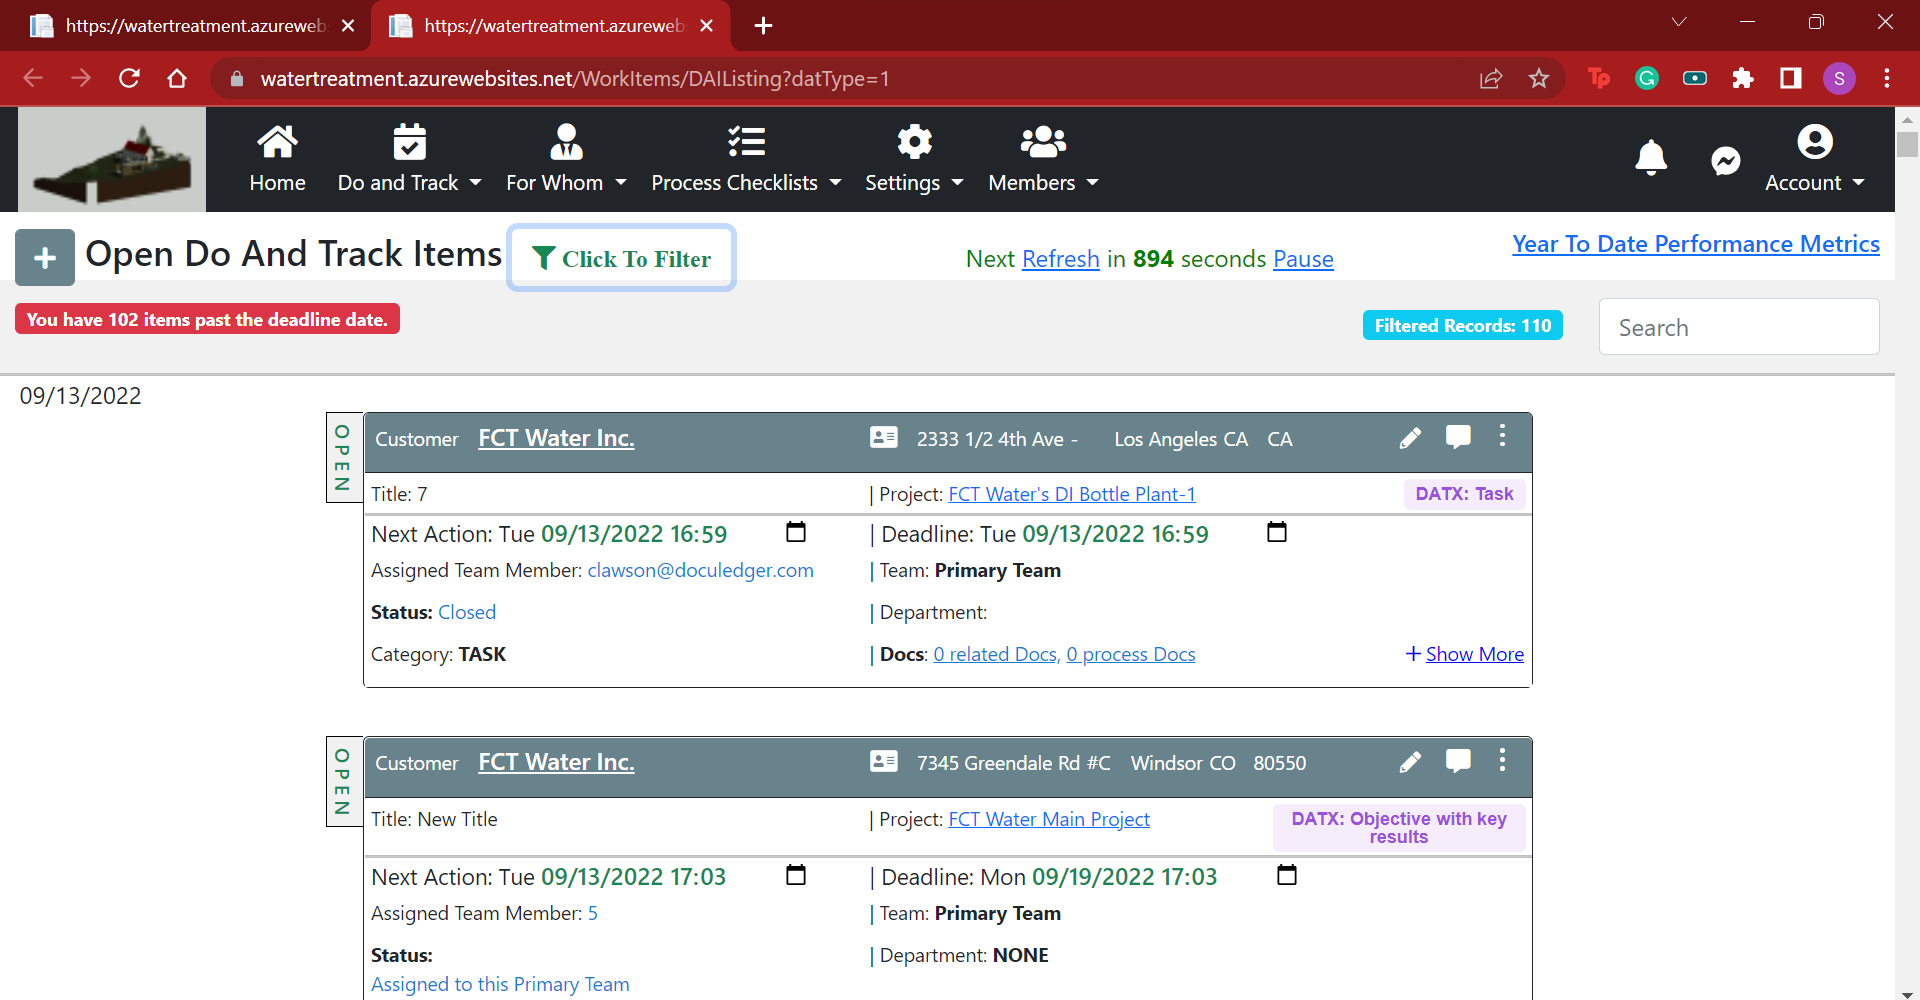 https://watertreatment.azureweb
https://watertreatment.azureweb
watertreatment.azurewebsites.net/WorkItems/DAIListing?datType=1
Tp
G
S
Home
Do and Track
For Whom
Process Checklists
Settings
Members
Account
Open Do And Track Items
Click To Filter
Next Refresh in 894 seconds Pause
Year To Date Performance Metrics
You have 102 items past the deadline date.
Filtered Records: 110
Search
09/13/2022
OPEN
Customer FCT Water Inc. 2333 1/2 4th Ave - Los Angeles CA CA
Title: 7 | Project: FCT Water's DI Bottle Plant-1 DATX: Task
Next Action: Tue 09/13/2022 16:59 | Deadline: Tue 09/13/2022 16:59
Assigned Team Member: clawson@doculedger.com | Team: Primary Team
Status: Closed | Department:
Category: TASK | Docs: 0 related Docs, 0 process Docs + Show More
OPEN
Customer FCT Water Inc. 7345 Greendale Rd #C Windsor CO 80550
Title: New Title | Project: FCT Water Main Project DATX: Objective with key
results
Next Action: Tue 09/13/2022 17:03 | Deadline: Mon 09/19/2022 17:03
Assigned Team Member: 5 | Team: Primary Team
Status: | Department: NONE
Assigned to this Primary Team